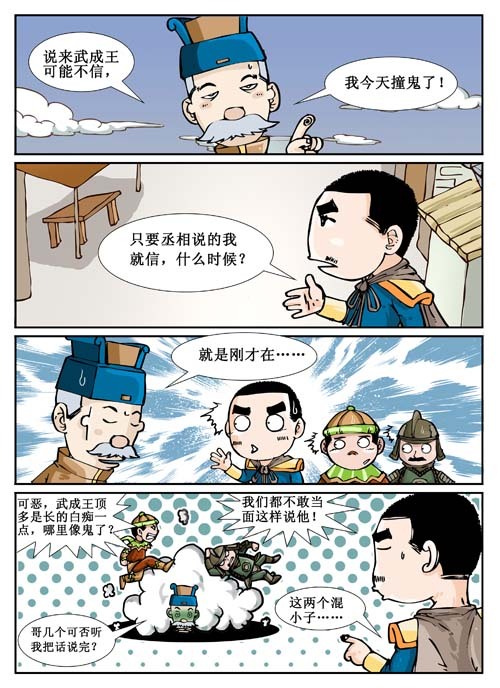 说来武成王
可能不信，
我今天撞鬼了！
只要丞相说的我
就信，什么时候？
就是刚才在……
可恶，武成王顶
多是长的白痴一
点，哪里像鬼了？
我们都不敢当
面这样说他！
哥几个可否听
我把话说完？
这两个混
小子……